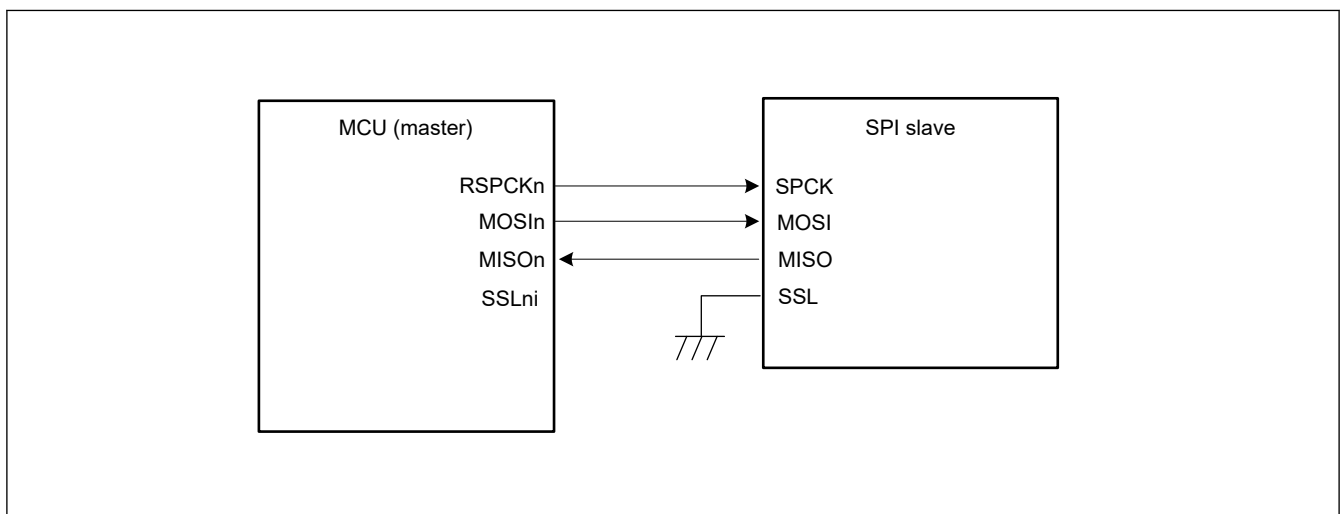 MCU (master)
SPI slave
RSPCKn
SPCK
MOSIn
MOSI
MISOn
MISO
SSLni
SSL